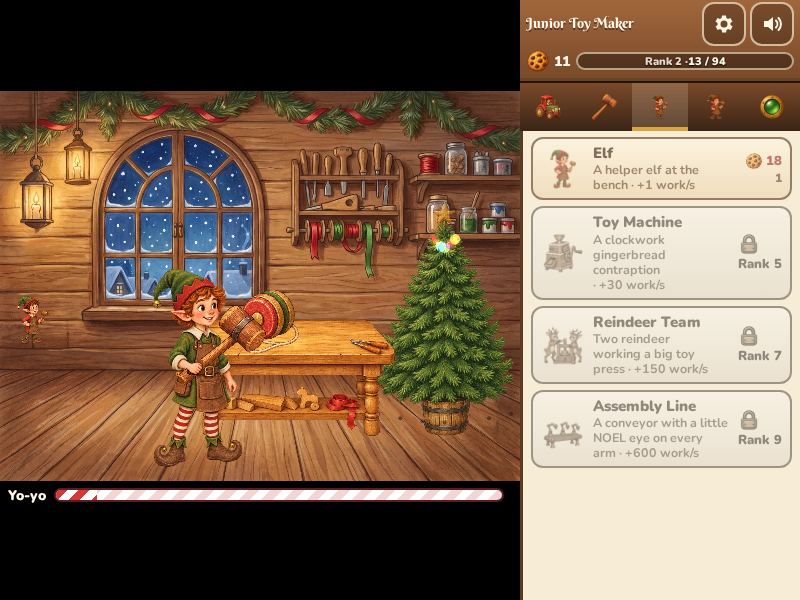 Junior Toy Maker
11
Rank 2 ·13 / 94
Elf
A helper elf at the
bench · +1 work/s
18
1
Toy Machine
A clockwork
gingerbread
contraption
· +30 work/s
Rank 5
Reindeer Team
Two reindeer
working a big toy
press · +150 work/s
Rank 7
Assembly Line
A conveyor with a little
NOEL eye on every
arm · +600 work/s
Rank 9
Yo-yo